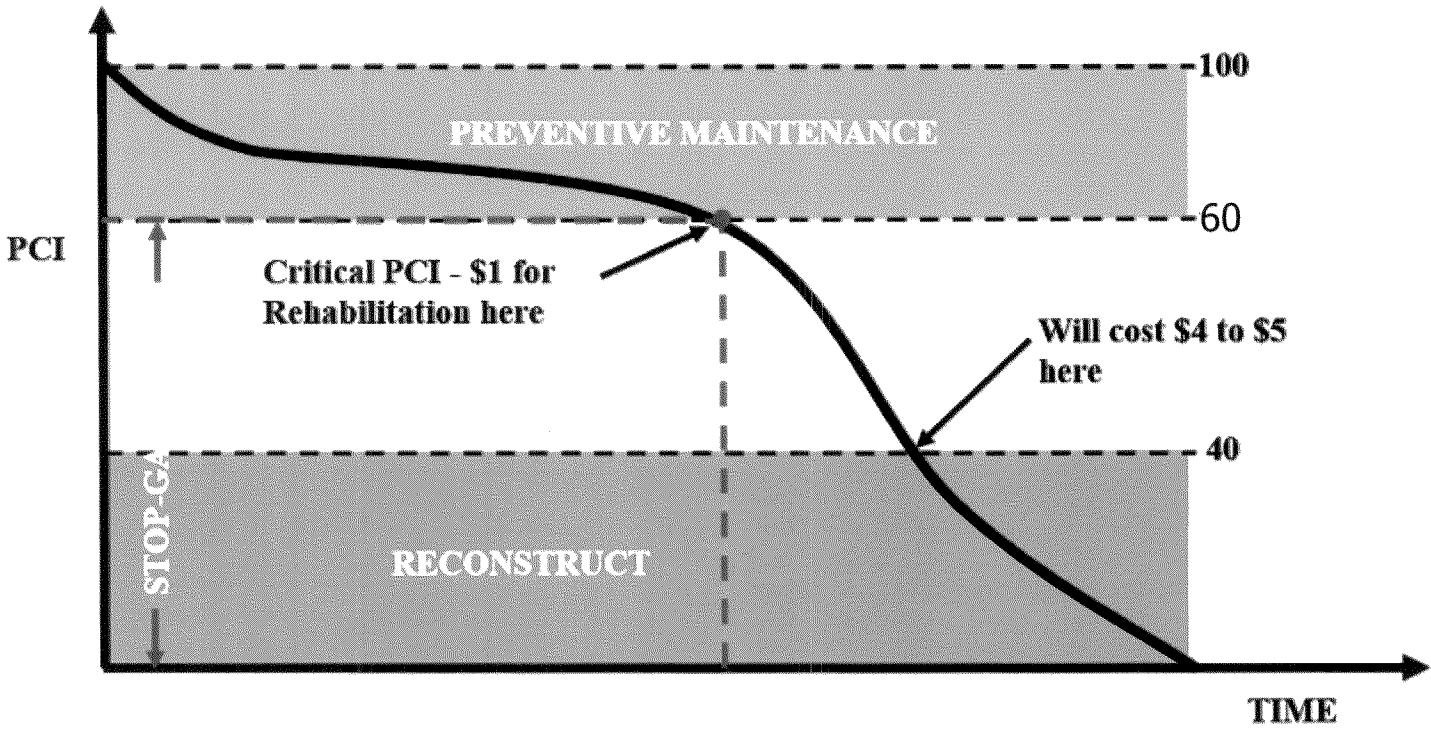 100
PREVENTIVE MAINTENANCE
60
PCI
Critical PCI - $1 for
Rehabilitation here
Will cost $4 to $5
here
40
STOP-GA
RECONSTRUCT
TIME